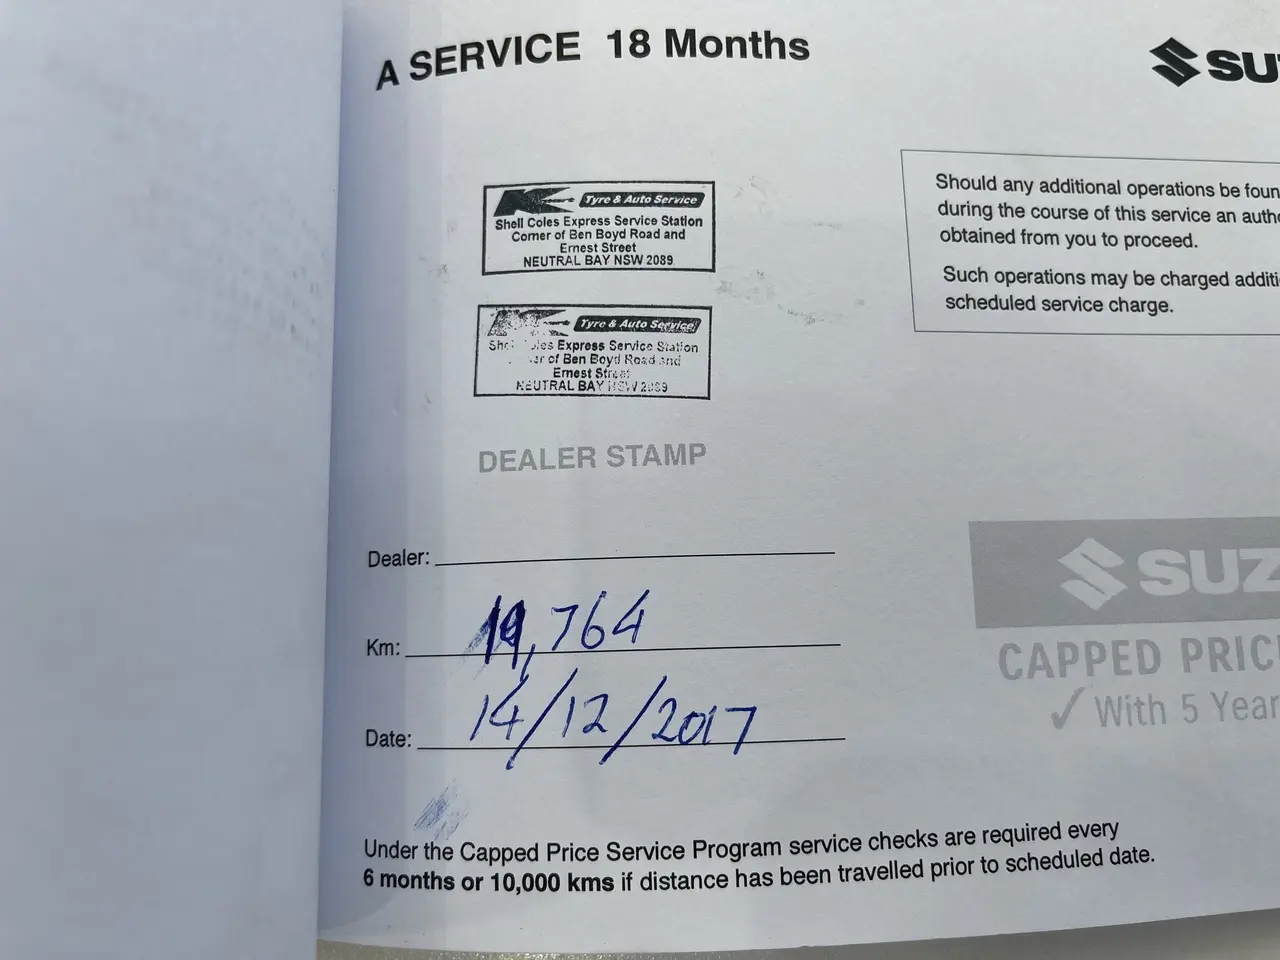 A SERVICE 18 Months
SU
Tyre & Auto Service
Shell Coles Express Service Station
Corner of Ben Boyd Road and
Ernest Street
NEUTRAL BAY NSW 2089
Tyre & Auto Service
Express Service Station
of Ben Boyd Road and
Ernest Street
NEUTRAL BAY NSW 2089
DEALER STAMP
Should any additional operations be foun
during the course of this service an autho
obtained from you to proceed.
Such operations may be charged additi
scheduled service charge.
Dealer:
Km: 19,764
Date: 14/12/2017
SUZ
CAPPED PRIC
✓ With 5 Year
Under the Capped Price Service Program service checks are required every
6 months or 10,000 kms if distance has been travelled prior to scheduled date.